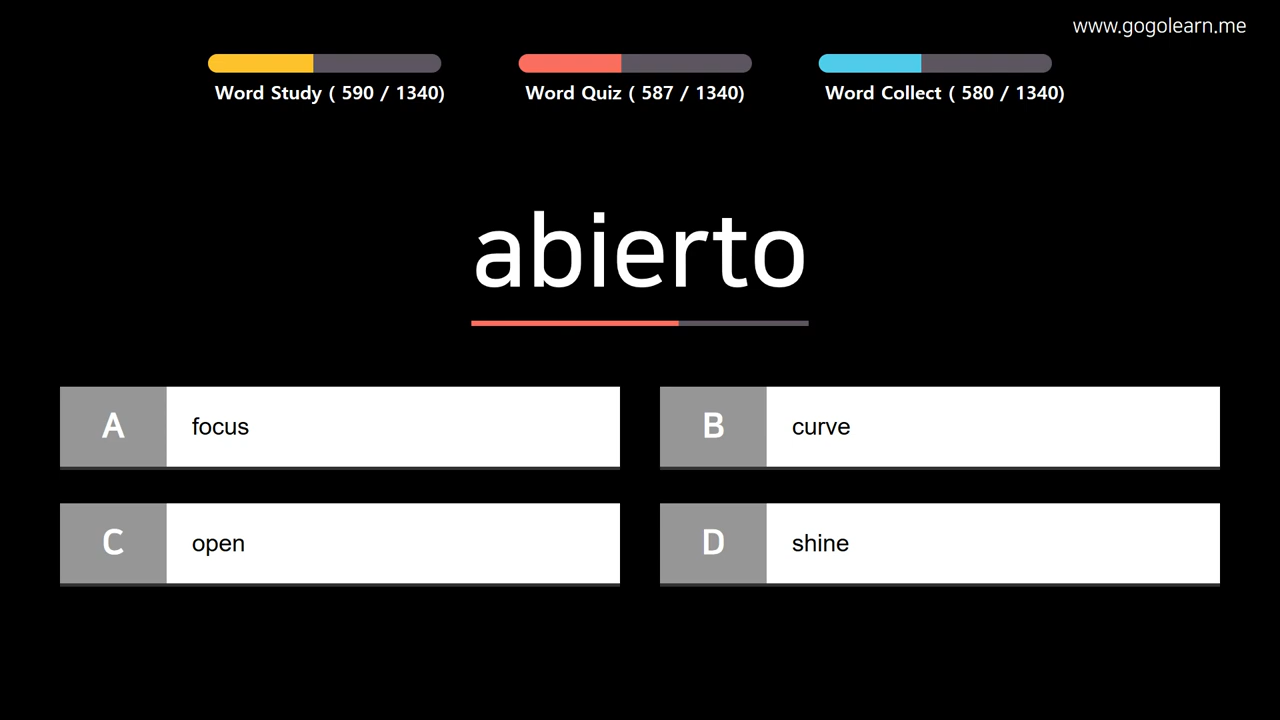 www.gogolearn.me
Word Study ( 590 / 1340)
Word Quiz ( 587 / 1340)
Word Collect ( 580 / 1340)
abierto
A focus
B curve
C open
D shine